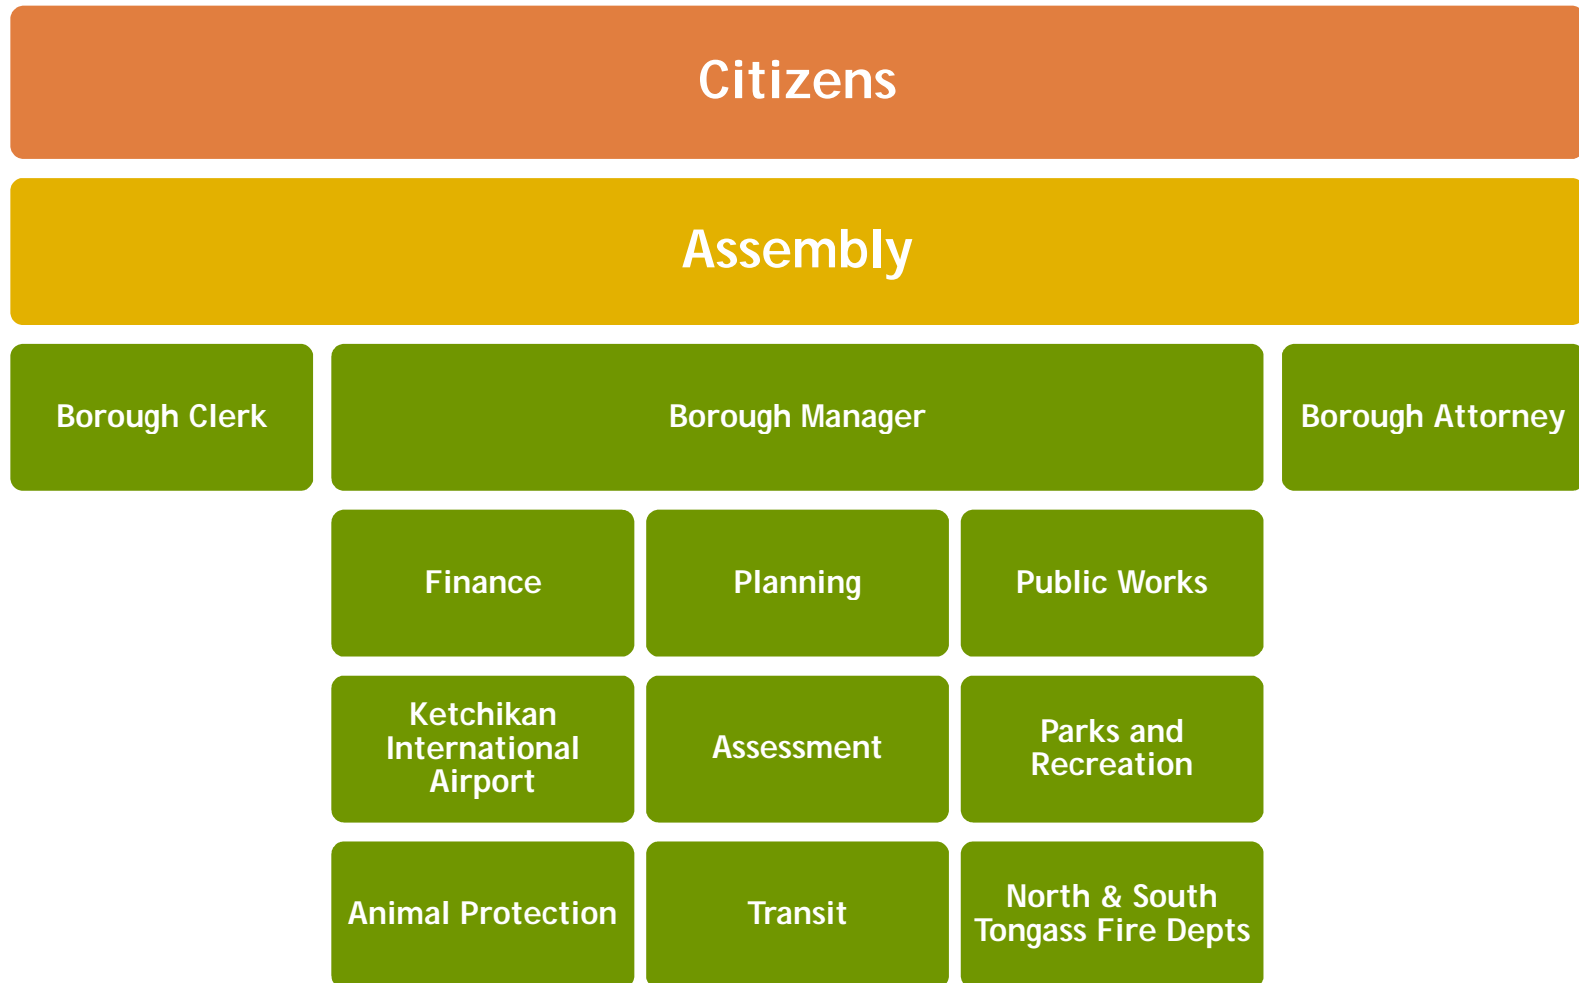 Citizens
Assembly
Borough Clerk
Borough Manager
Borough Attorney
Finance
Planning
Public Works
Ketchikan
International
Airport
Assessment
Parks and
Recreation
Animal Protection
Transit
North & South
Tongass Fire Depts